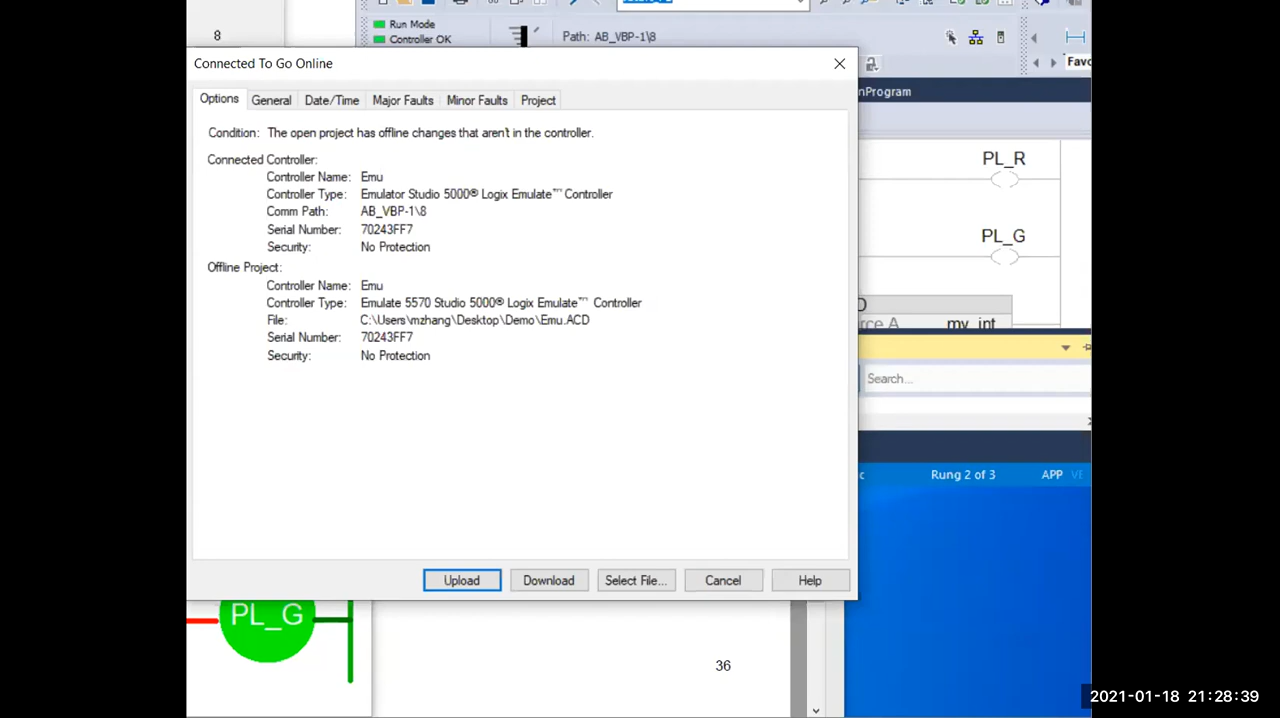 8
Run Mode
Controller OK
Path: AB_VBP-1\8
Favo
Connected To Go Online
Options General Date/Time Major Faults Minor Faults Project
nProgram
Condition: The open project has offline changes that aren't in the controller.
Connected Controller:
Controller Name: Emu
Controller Type: Emulator Studio 5000® Logix Emulate™ Controller
Comm Path: AB_VBP-1\8
Serial Number: 70243FF7
Security: No Protection
Offline Project:
Controller Name: Emu
Controller Type: Emulate 5570 Studio 5000® Logix Emulate™ Controller
File: C:\Users\mzhang\Desktop\Demo\Emu.ACD
Serial Number: 70243FF7
Security: No Protection
PL_R
PL_G
D
rce A my_int
Search...
c Rung 2 of 3 APP VE
Upload Download Select File... Cancel Help
PL_G
36
2021-01-18 21:28:39